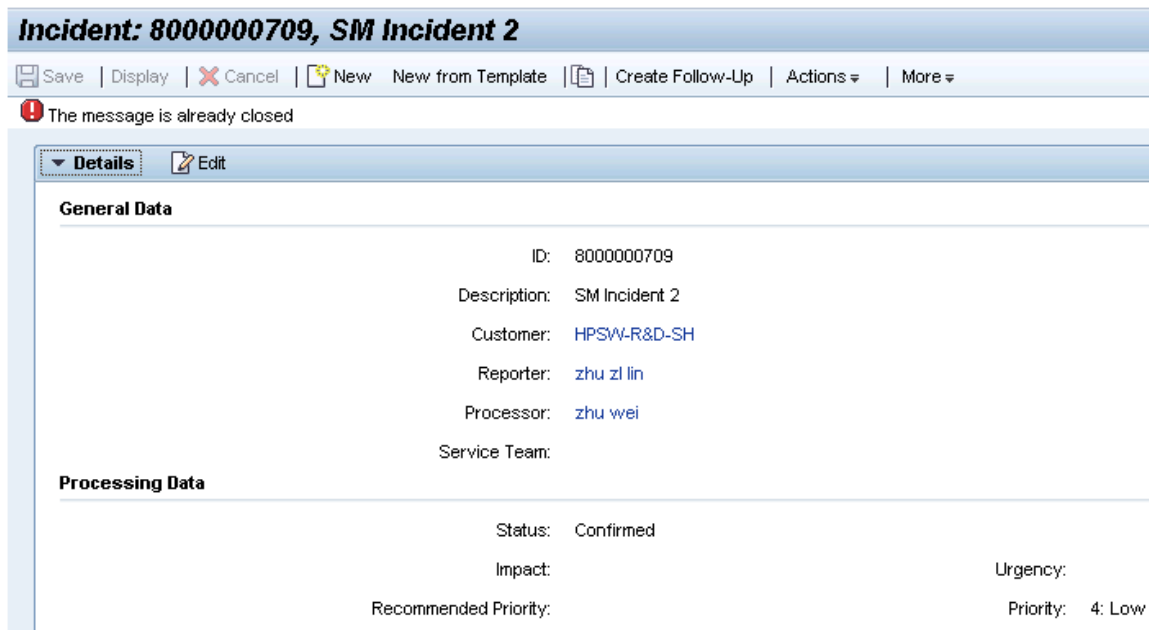 Incident: 8000000709, SM Incident 2
Save | Display | Cancel | New New from Template | Create Follow-Up | Actions | More
The message is already closed
Details Edit
General Data
ID: 8000000709
Description: SM Incident 2
Customer: HPSW-R&D-SH
Reporter: zhu zl lin
Processor: zhu wei
Service Team:
Processing Data
Status: Confirmed
Impact: Urgency:
Recommended Priority: Priority: 4: Low